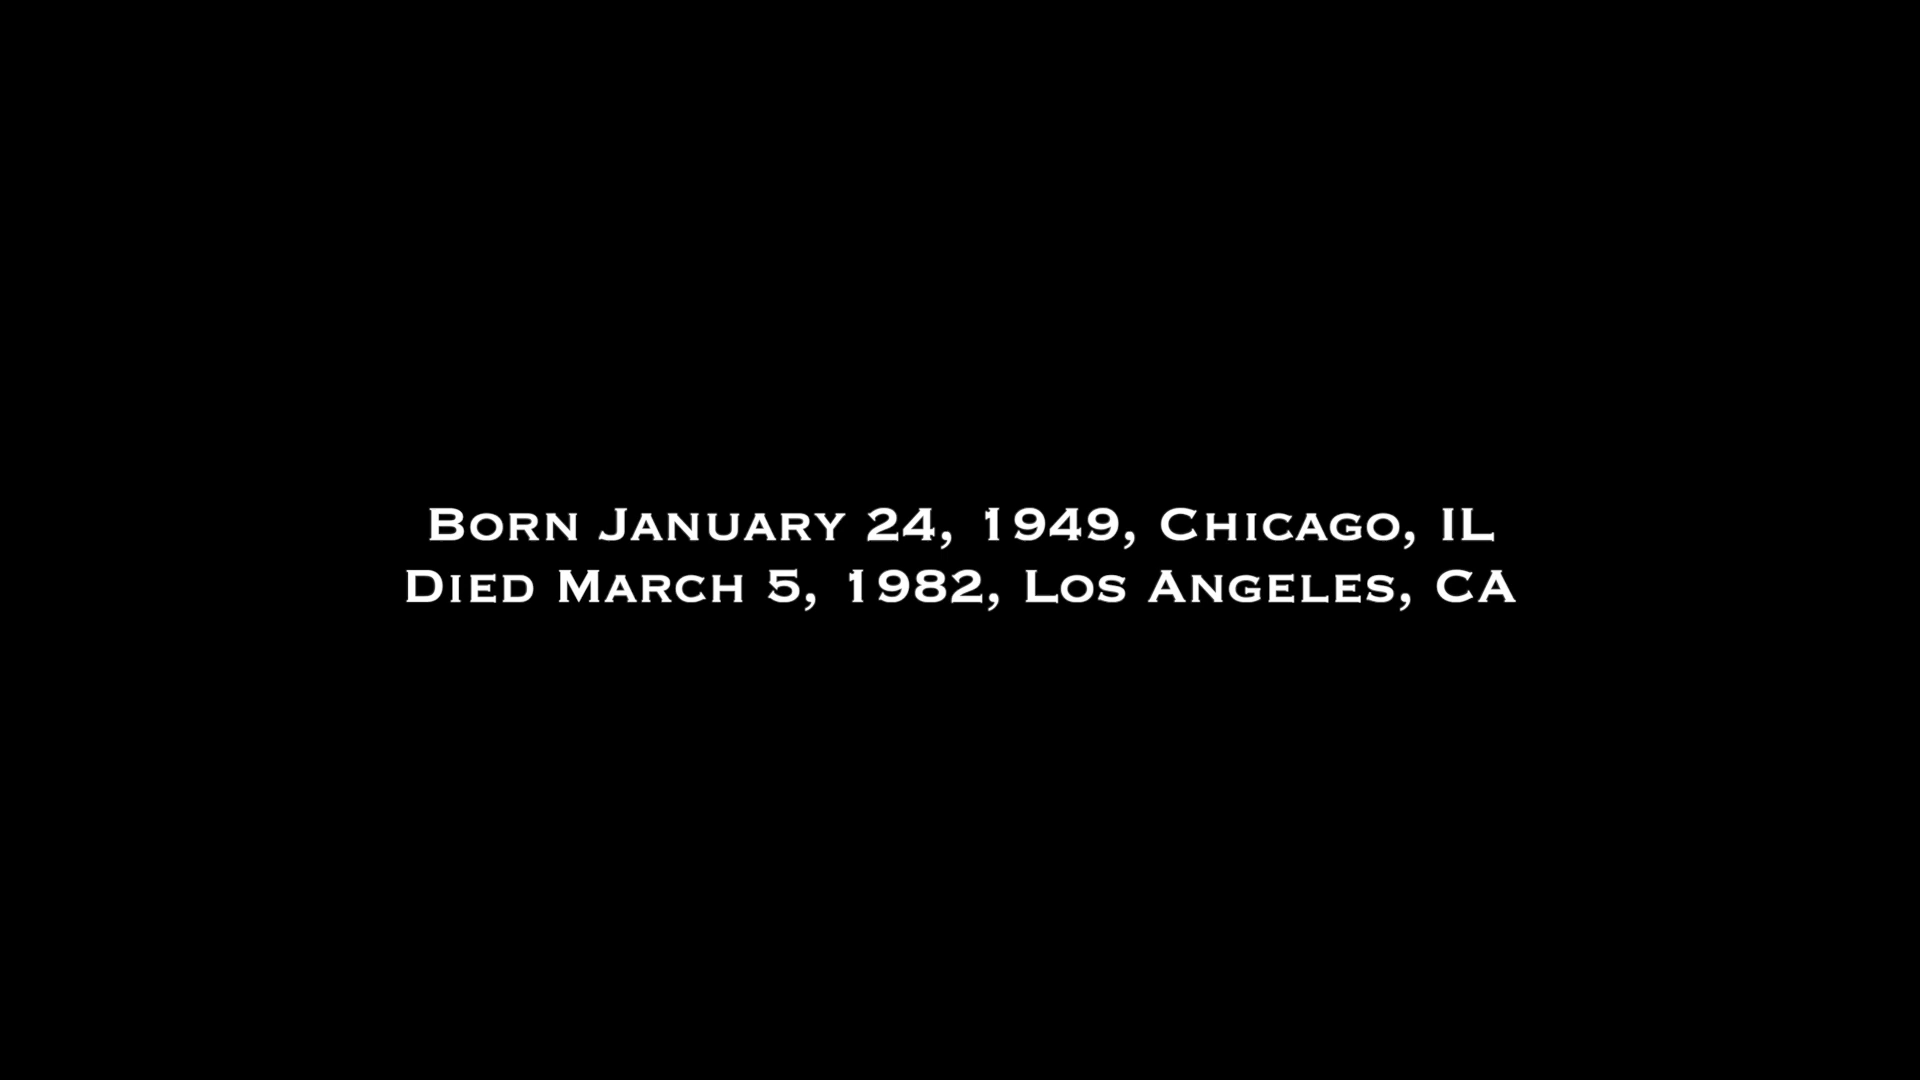 Born January 24, 1949, Chicago, IL
Died March 5, 1982, Los Angeles, CA